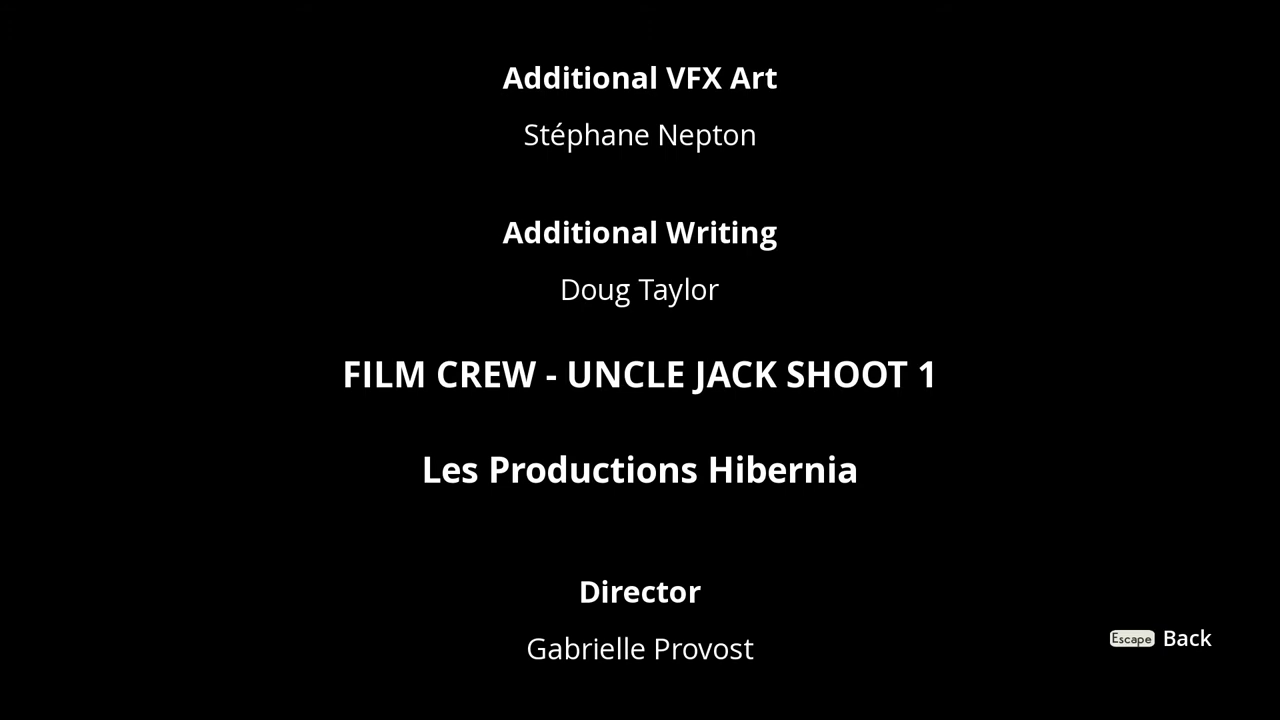 Additional VFX Art
Stéphane Nepton
Additional Writing
Doug Taylor
FILM CREW - UNCLE JACK SHOOT 1
Les Productions Hibernia
Director
Gabrielle Provost
Escape Back